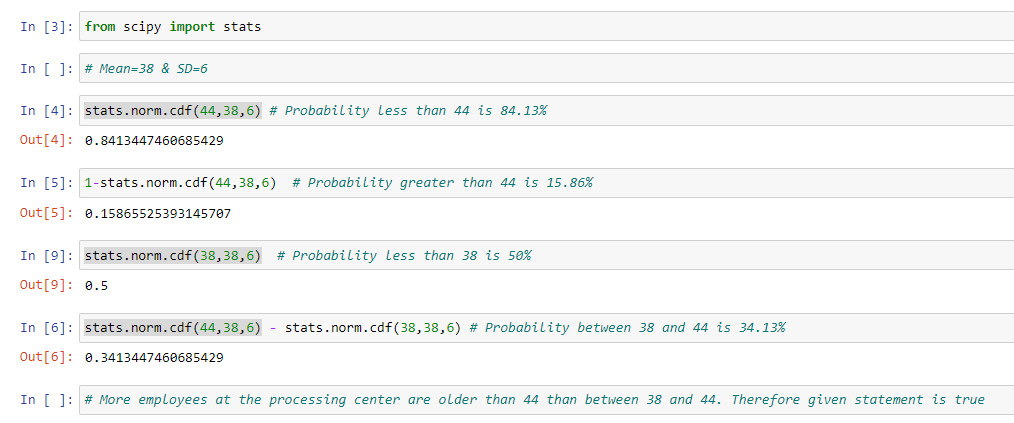 In [3]: from scipy import stats
In [ ]: # Mean=38 & SD=6
In [4]: stats.norm.cdf(44,38,6) # Probability less than 44 is 84.13%
Out[4]: 0.8413447460685429
In [5]: 1-stats.norm.cdf(44,38,6)  # Probability greater than 44 is 15.86%
Out[5]: 0.15865525393145707
In [9]: stats.norm.cdf(38,38,6)  # Probability less than 38 is 50%
Out[9]: 0.5
In [6]: stats.norm.cdf(44,38,6) - stats.norm.cdf(38,38,6) # Probability between 38 and 44 is 34.13%
Out[6]: 0.3413447460685429
In [ ]: # More employees at the processing center are older than 44 than between 38 and 44. Therefore given statement is true